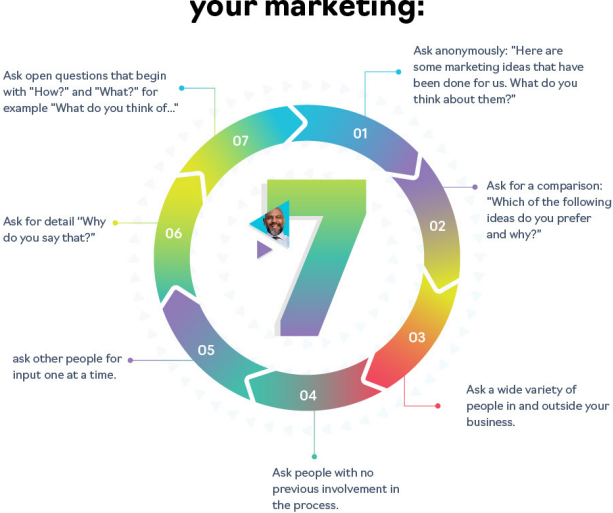 your marketing:
Ask anonymously: "Here are
some marketing ideas that have
been done for us. What do you
think about them?"
Ask open questions that begin
with "How?" and "What?" for
example "What do you think of..."
07
01
Ask for a comparison:
"Which of the following
ideas do you prefer
and why?"
02
7
Ask for detail "Why
do you say that?"
06
03
05
ask other people for
input one at a time.
04
Ask a wide variety of
people in and outside your
business.
Ask people with no
previous involvement in
the process.